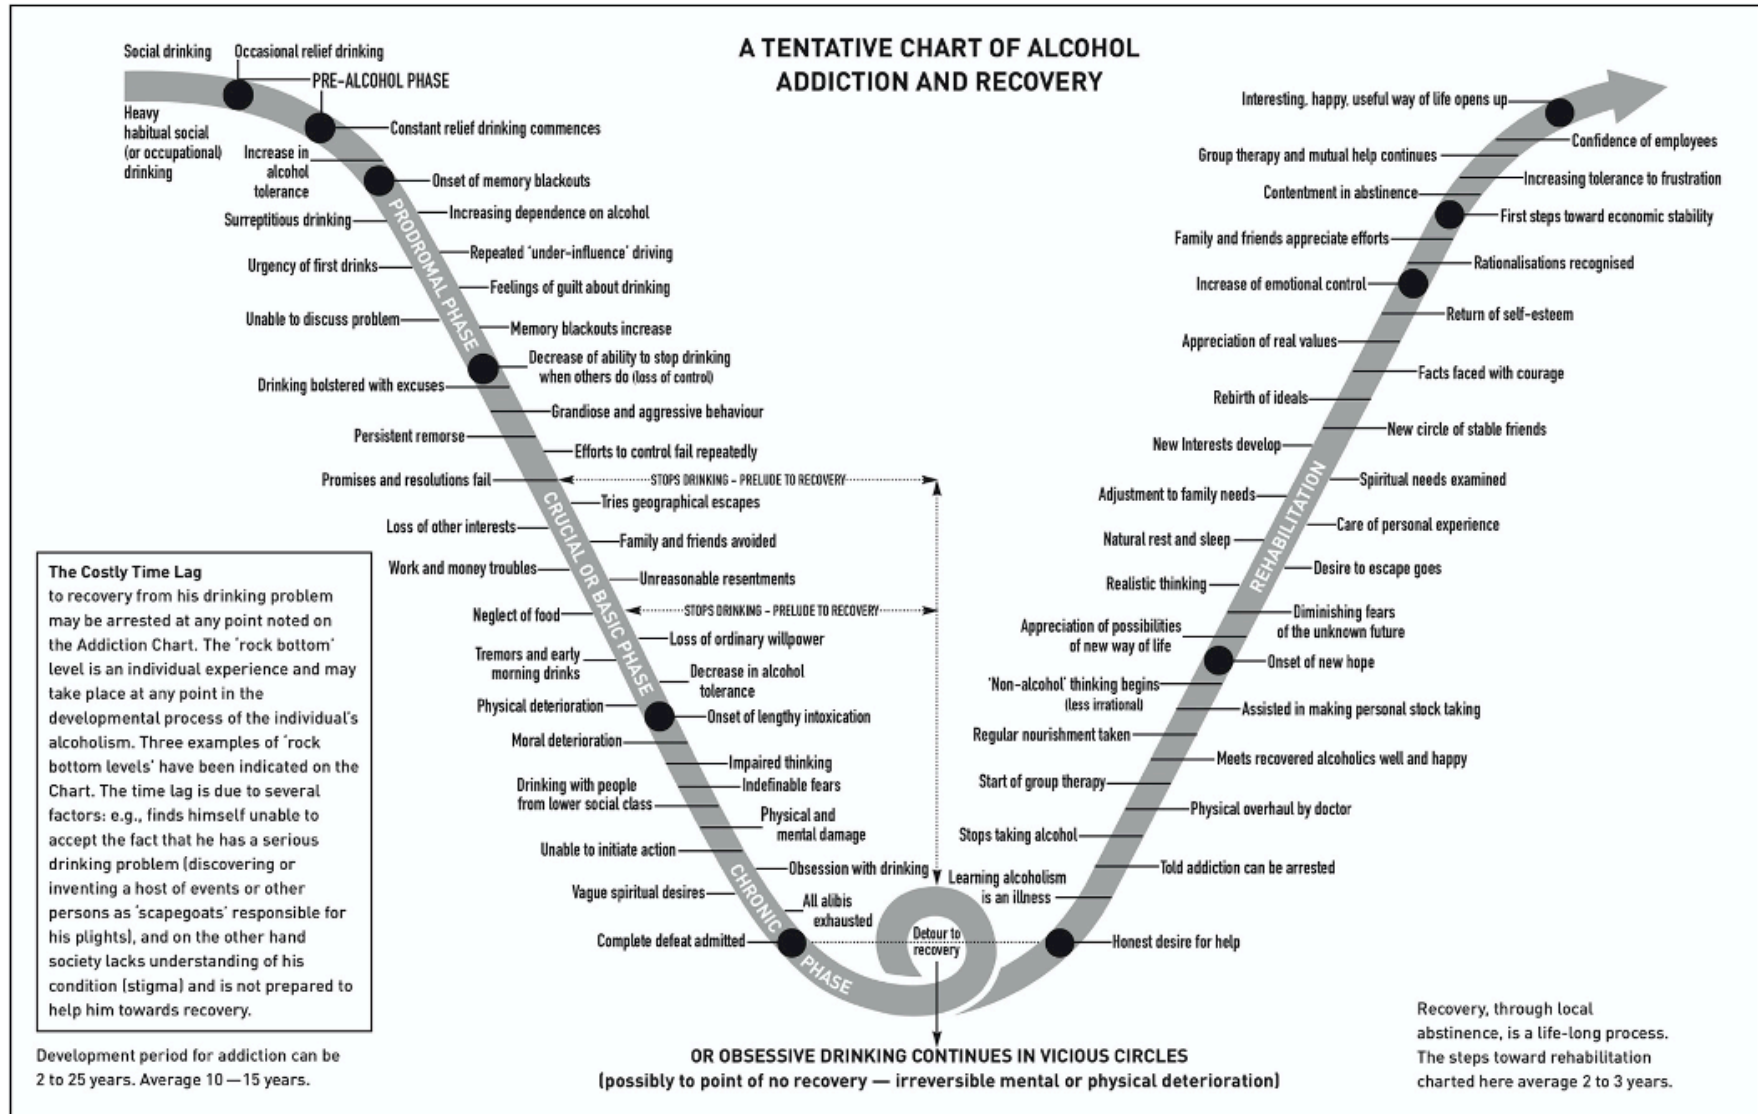 A TENTATIVE CHART OF ALCOHOL
ADDICTION AND RECOVERY
Social drinking
Occasional relief drinking
PRE-ALCOHOL PHASE
Heavy
habitual social
(or occupational)
drinking
Constant relief drinking commences
Increase in
alcohol
tolerance
Onset of memory blackouts
PRODROMAL PHASE
Increasing dependence on alcohol
Surreptitious drinking
Repeated 'under-influence' driving
Urgency of first drinks
Feelings of guilt about drinking
Unable to discuss problem
Memory blackouts increase
Decrease of ability to stop drinking
when others do (loss of control)
Drinking bolstered with excuses
Grandiose and aggressive behaviour
Persistent remorse
Efforts to control fail repeatedly
Promises and resolutions fail
STOPS DRINKING – PRELUDE TO RECOVERY
CRUCIAL OR BASIC PHASE
Tries geographical escapes
Loss of other interests
Family and friends avoided
Work and money troubles
Unreasonable resentments
STOPS DRINKING – PRELUDE TO RECOVERY
Neglect of food
Loss of ordinary willpower
Tremors and early
morning drinks
Decrease in alcohol
tolerance
Physical deterioration
Onset of lengthy intoxication
Moral deterioration
Impaired thinking
Indefinable fears
Drinking with people
from lower social class
Physical and
mental damage
Unable to initiate action
Obsession with drinking
CHRONIC PHASE
Vague spiritual desires
All alibis
exhausted
Complete defeat admitted
Detour to
recovery
OR OBSESSIVE DRINKING CONTINUES IN VICIOUS CIRCLES
(possibly to point of no recovery — irreversible mental or physical deterioration)
Interesting, happy, useful way of life opens up
Confidence of employees
Group therapy and mutual help continues
Increasing tolerance to frustration
Contentment in abstinence
First steps toward economic stability
Family and friends appreciate efforts
Rationalisations recognised
Increase of emotional control
Return of self-esteem
Appreciation of real values
Facts faced with courage
Rebirth of ideals
New circle of stable friends
New Interests develop
Spiritual needs examined
REHABILITATION
Adjustment to family needs
Care of personal experience
Natural rest and sleep
Desire to escape goes
Realistic thinking
Diminishing fears
of the unknown future
Appreciation of possibilities
of new way of life
Onset of new hope
'Non-alcohol' thinking begins
(less irrational)
Assisted in making personal stock taking
Regular nourishment taken
Meets recovered alcoholics well and happy
Start of group therapy
Physical overhaul by doctor
Stops taking alcohol
Told addiction can be arrested
Learning alcoholism
is an illness
Honest desire for help
The Costly Time Lag
to recovery from his drinking problem
may be arrested at any point noted on
the Addiction Chart. The 'rock bottom'
level is an individual experience and may
take place at any point in the
developmental process of the individual's
alcoholism. Three examples of 'rock
bottom levels' have been indicated on the
Chart. The time lag is due to several
factors: e.g., finds himself unable to
accept the fact that he has a serious
drinking problem (discovering or
inventing a host of events or other
persons as 'scapegoats' responsible for
his plights), and on the other hand
society lacks understanding of his
condition (stigma) and is not prepared to
help him towards recovery.
Development period for addiction can be
2 to 25 years. Average 10 —15 years.
Recovery, through local
abstinence, is a life-long process.
The steps toward rehabilitation
charted here average 2 to 3 years.